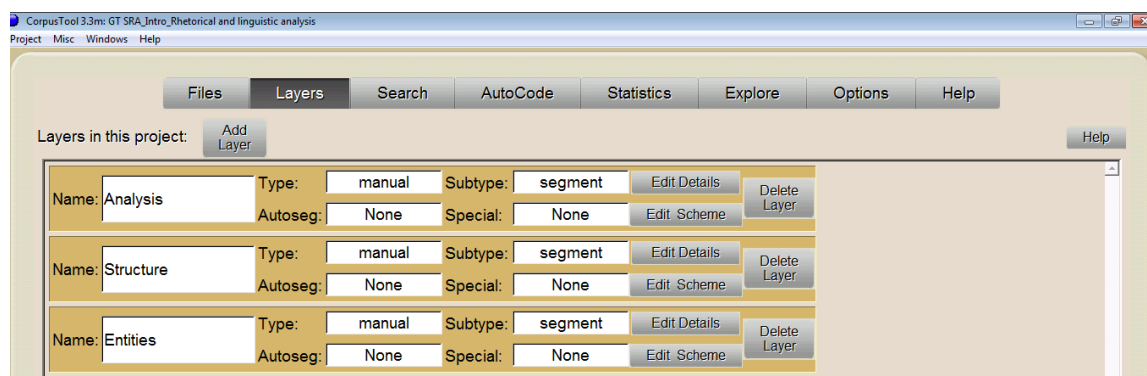 CorpusTool 3.3m: GT SRA_Intro_Rhetorical and linguistic analysis
Project Misc Windows Help
Files Layers Search AutoCode Statistics Explore Options Help
Layers in this project: Add Layer Help
Name: Analysis Type: manual Subtype: segment Edit Details Delete Layer
Autoseg: None Special: None Edit Scheme
Name: Structure Type: manual Subtype: segment Edit Details Delete Layer
Autoseg: None Special: None Edit Scheme
Name: Entities Type: manual Subtype: segment Edit Details Delete Layer
Autoseg: None Special: None Edit Scheme